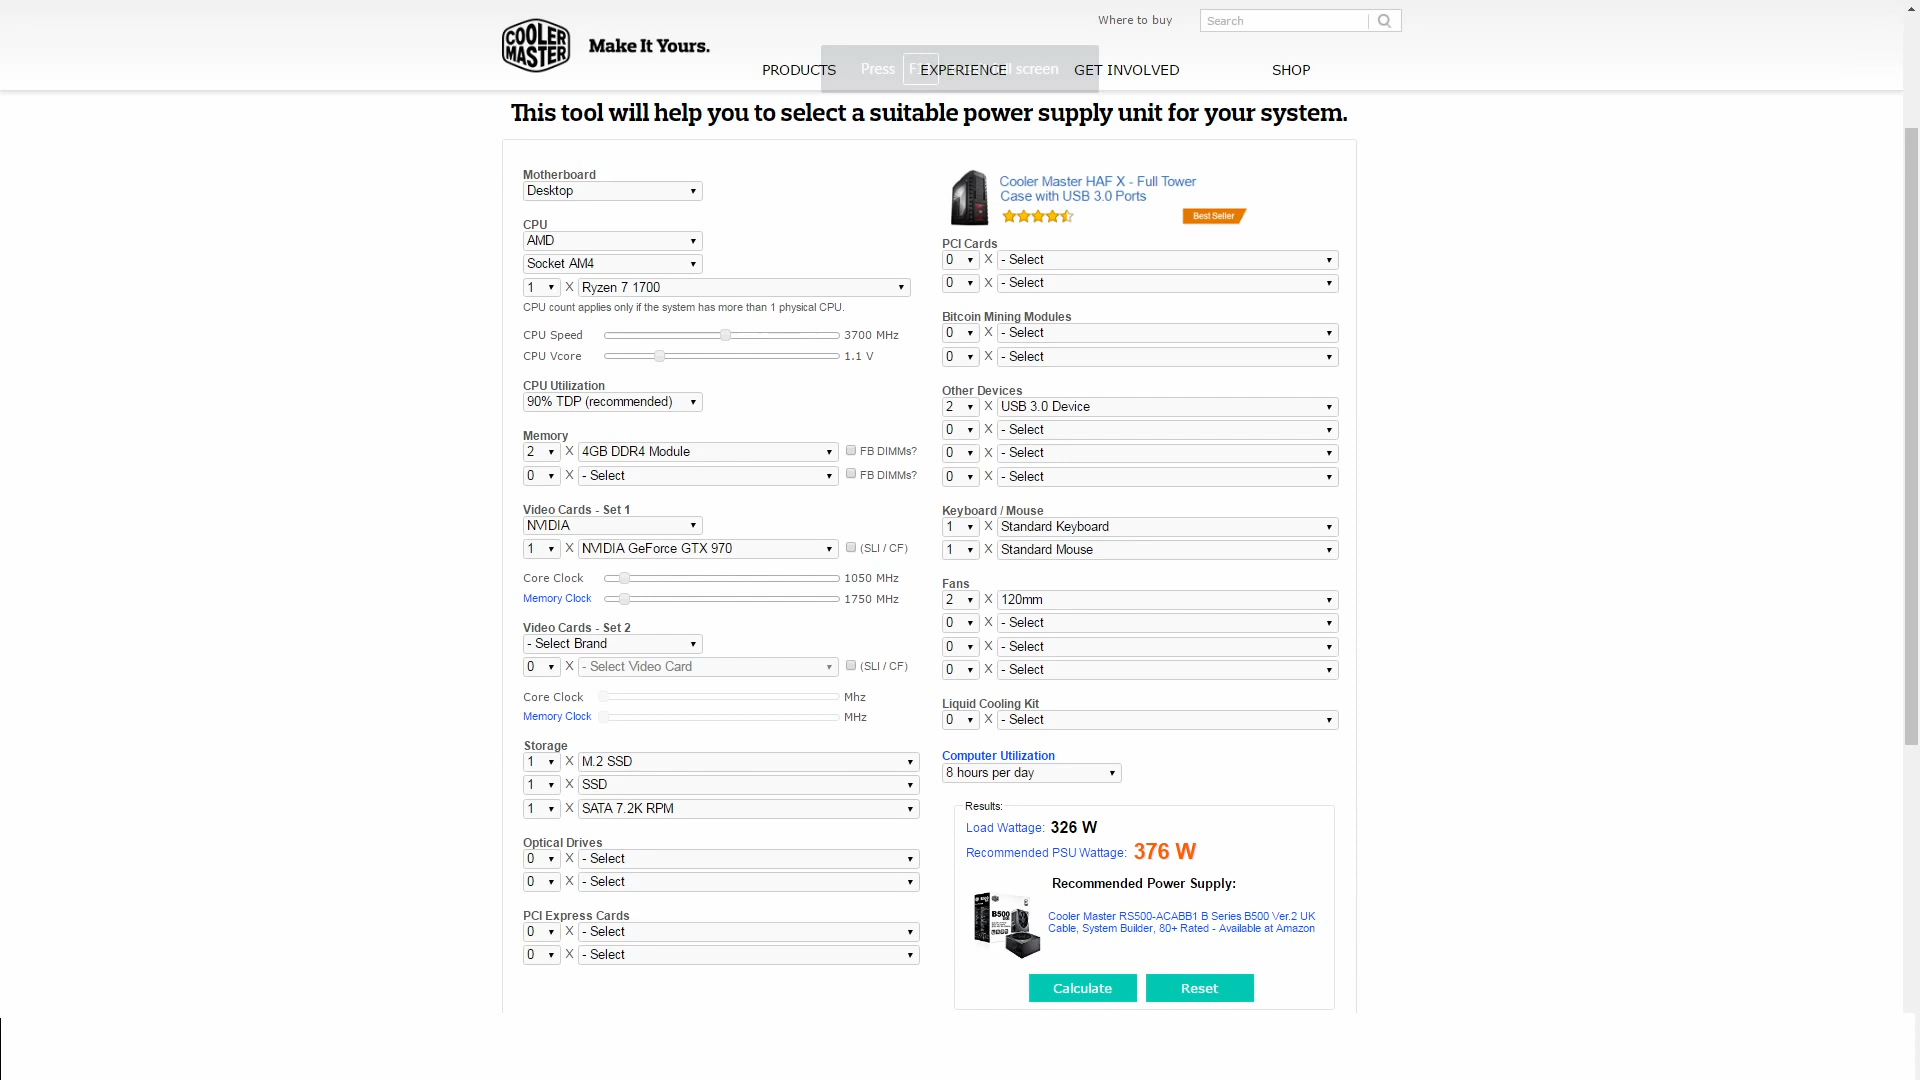 Where to buy
Search
COOLER MASTER
Make It Yours.
PRODUCTS
EXPERIENCE
GET INVOLVED
SHOP
Press
screen
This tool will help you to select a suitable power supply unit for your system.
Motherboard
Desktop
CPU
AMD
Socket AM4
1 X Ryzen 7 1700
CPU count applies only if the system has more than 1 physical CPU.
CPU Speed 3700 MHz
CPU Vcore 1.1 V
CPU Utilization
90% TDP (recommended)
Memory
2 X 4GB DDR4 Module FB DIMMs?
0 X - Select FB DIMMs?
Video Cards - Set 1
NVIDIA
1 X NVIDIA GeForce GTX 970 (SLI / CF)
Core Clock 1050 MHz
Memory Clock 1750 MHz
Video Cards - Set 2
- Select Brand
0 X - Select Video Card (SLI / CF)
Core Clock Mhz
Memory Clock MHz
Storage
1 X M.2 SSD
1 X SSD
1 X SATA 7.2K RPM
Optical Drives
0 X - Select
0 X - Select
PCI Express Cards
0 X - Select
0 X - Select
Cooler Master HAF X - Full Tower
Case with USB 3.0 Ports
Best Seller
PCI Cards
0 X - Select
0 X - Select
Bitcoin Mining Modules
0 X - Select
0 X - Select
Other Devices
2 X USB 3.0 Device
0 X - Select
0 X - Select
0 X - Select
Keyboard / Mouse
1 X Standard Keyboard
1 X Standard Mouse
Fans
2 X 120mm
0 X - Select
0 X - Select
0 X - Select
Liquid Cooling Kit
0 X - Select
Computer Utilization
8 hours per day
Results:
Load Wattage: 326 W
Recommended PSU Wattage: 376 W
Recommended Power Supply:
B500
Cooler Master RS500-ACABB1 B Series B500 Ver.2 UK
Cable, System Builder, 80+ Rated - Available at Amazon
Calculate
Reset